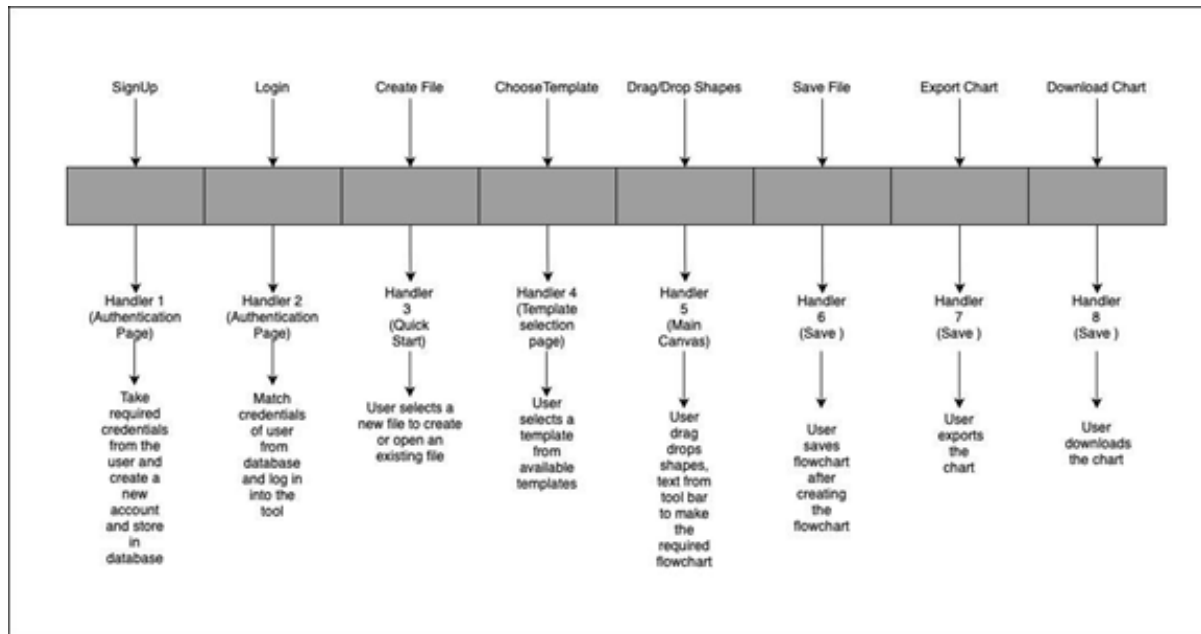 SignUp
Login
Create File
ChooseTemplate
Drag/Drop Shapes
Save File
Export Chart
Download Chart
Handler 1
(Authentication
Page)
Handler 2
(Authentication
Page)
Handler
3
(Quick
Start)
Handler 4
(Template
selection
page)
Handler
5
(Main
Canvas)
Handler
6
(Save )
Handler
7
(Save )
Handler
8
(Save )
Take
required
credentials
from the
user and
create a
new
account
and store
in
database
Match
credentials
of user
from
database
and log in
into the
tool
User selects a
new file to create
or open an
existing file
User
selects a
template
from
available
templates
User
drag
drops
shapes,
text from
tool bar
to make
the
required
flowchart
User
saves
flowchart
after
creating
the
flowchart
User
exports
the
chart
User
downloads
the chart